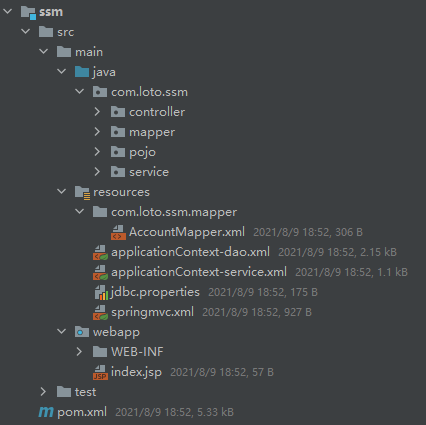 ssm
src
main
java
com.loto.ssm
controller
mapper
pojo
service
resources
com.loto.ssm.mapper
AccountMapper.xml 2021/8/9 18:52, 306 B
applicationContext-dao.xml 2021/8/9 18:52, 2.15 kB
applicationContext-service.xml 2021/8/9 18:52, 1.1 kB
jdbc.properties 2021/8/9 18:52, 175 B
springmvc.xml 2021/8/9 18:52, 927 B
webapp
WEB-INF
JSP index.jsp 2021/8/9 18:52, 57 B
test
m pom.xml 2021/8/9 18:52, 5.33 kB